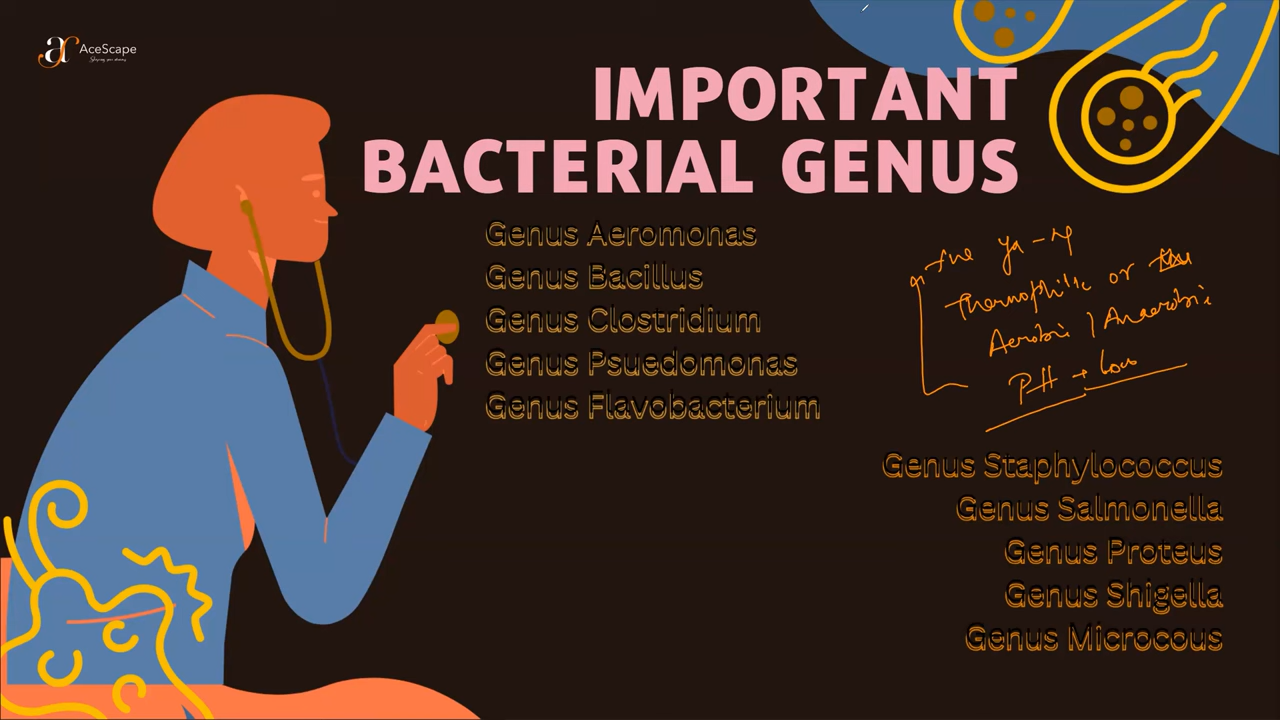 AceScape
IMPORTANT
BACTERIAL GENUS
Genus Aeromonas
Genus Bacillus
Genus Clostridium
Genus Psuedomonas
Genus Flavobacterium
Thermophilic or
Aerobic / Anaerobic
PH → low
Genus Staphylococcus
Genus Salmonella
Genus Proteus
Genus Shigella
Genus Microcous